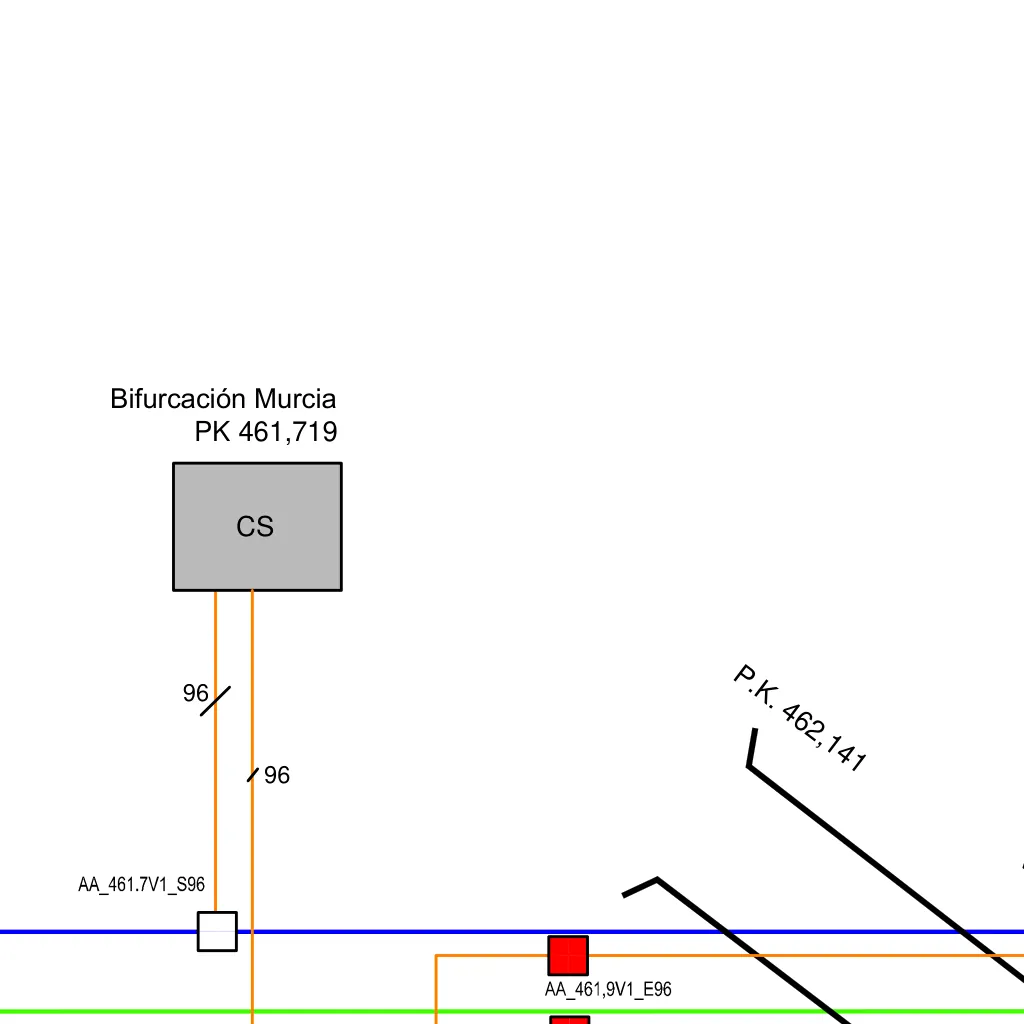 Bifurcación Murcia
PK 461,719
CS
96
96
P.K. 462,141
AA_461.7V1_S96
AA_461,9V1_E96